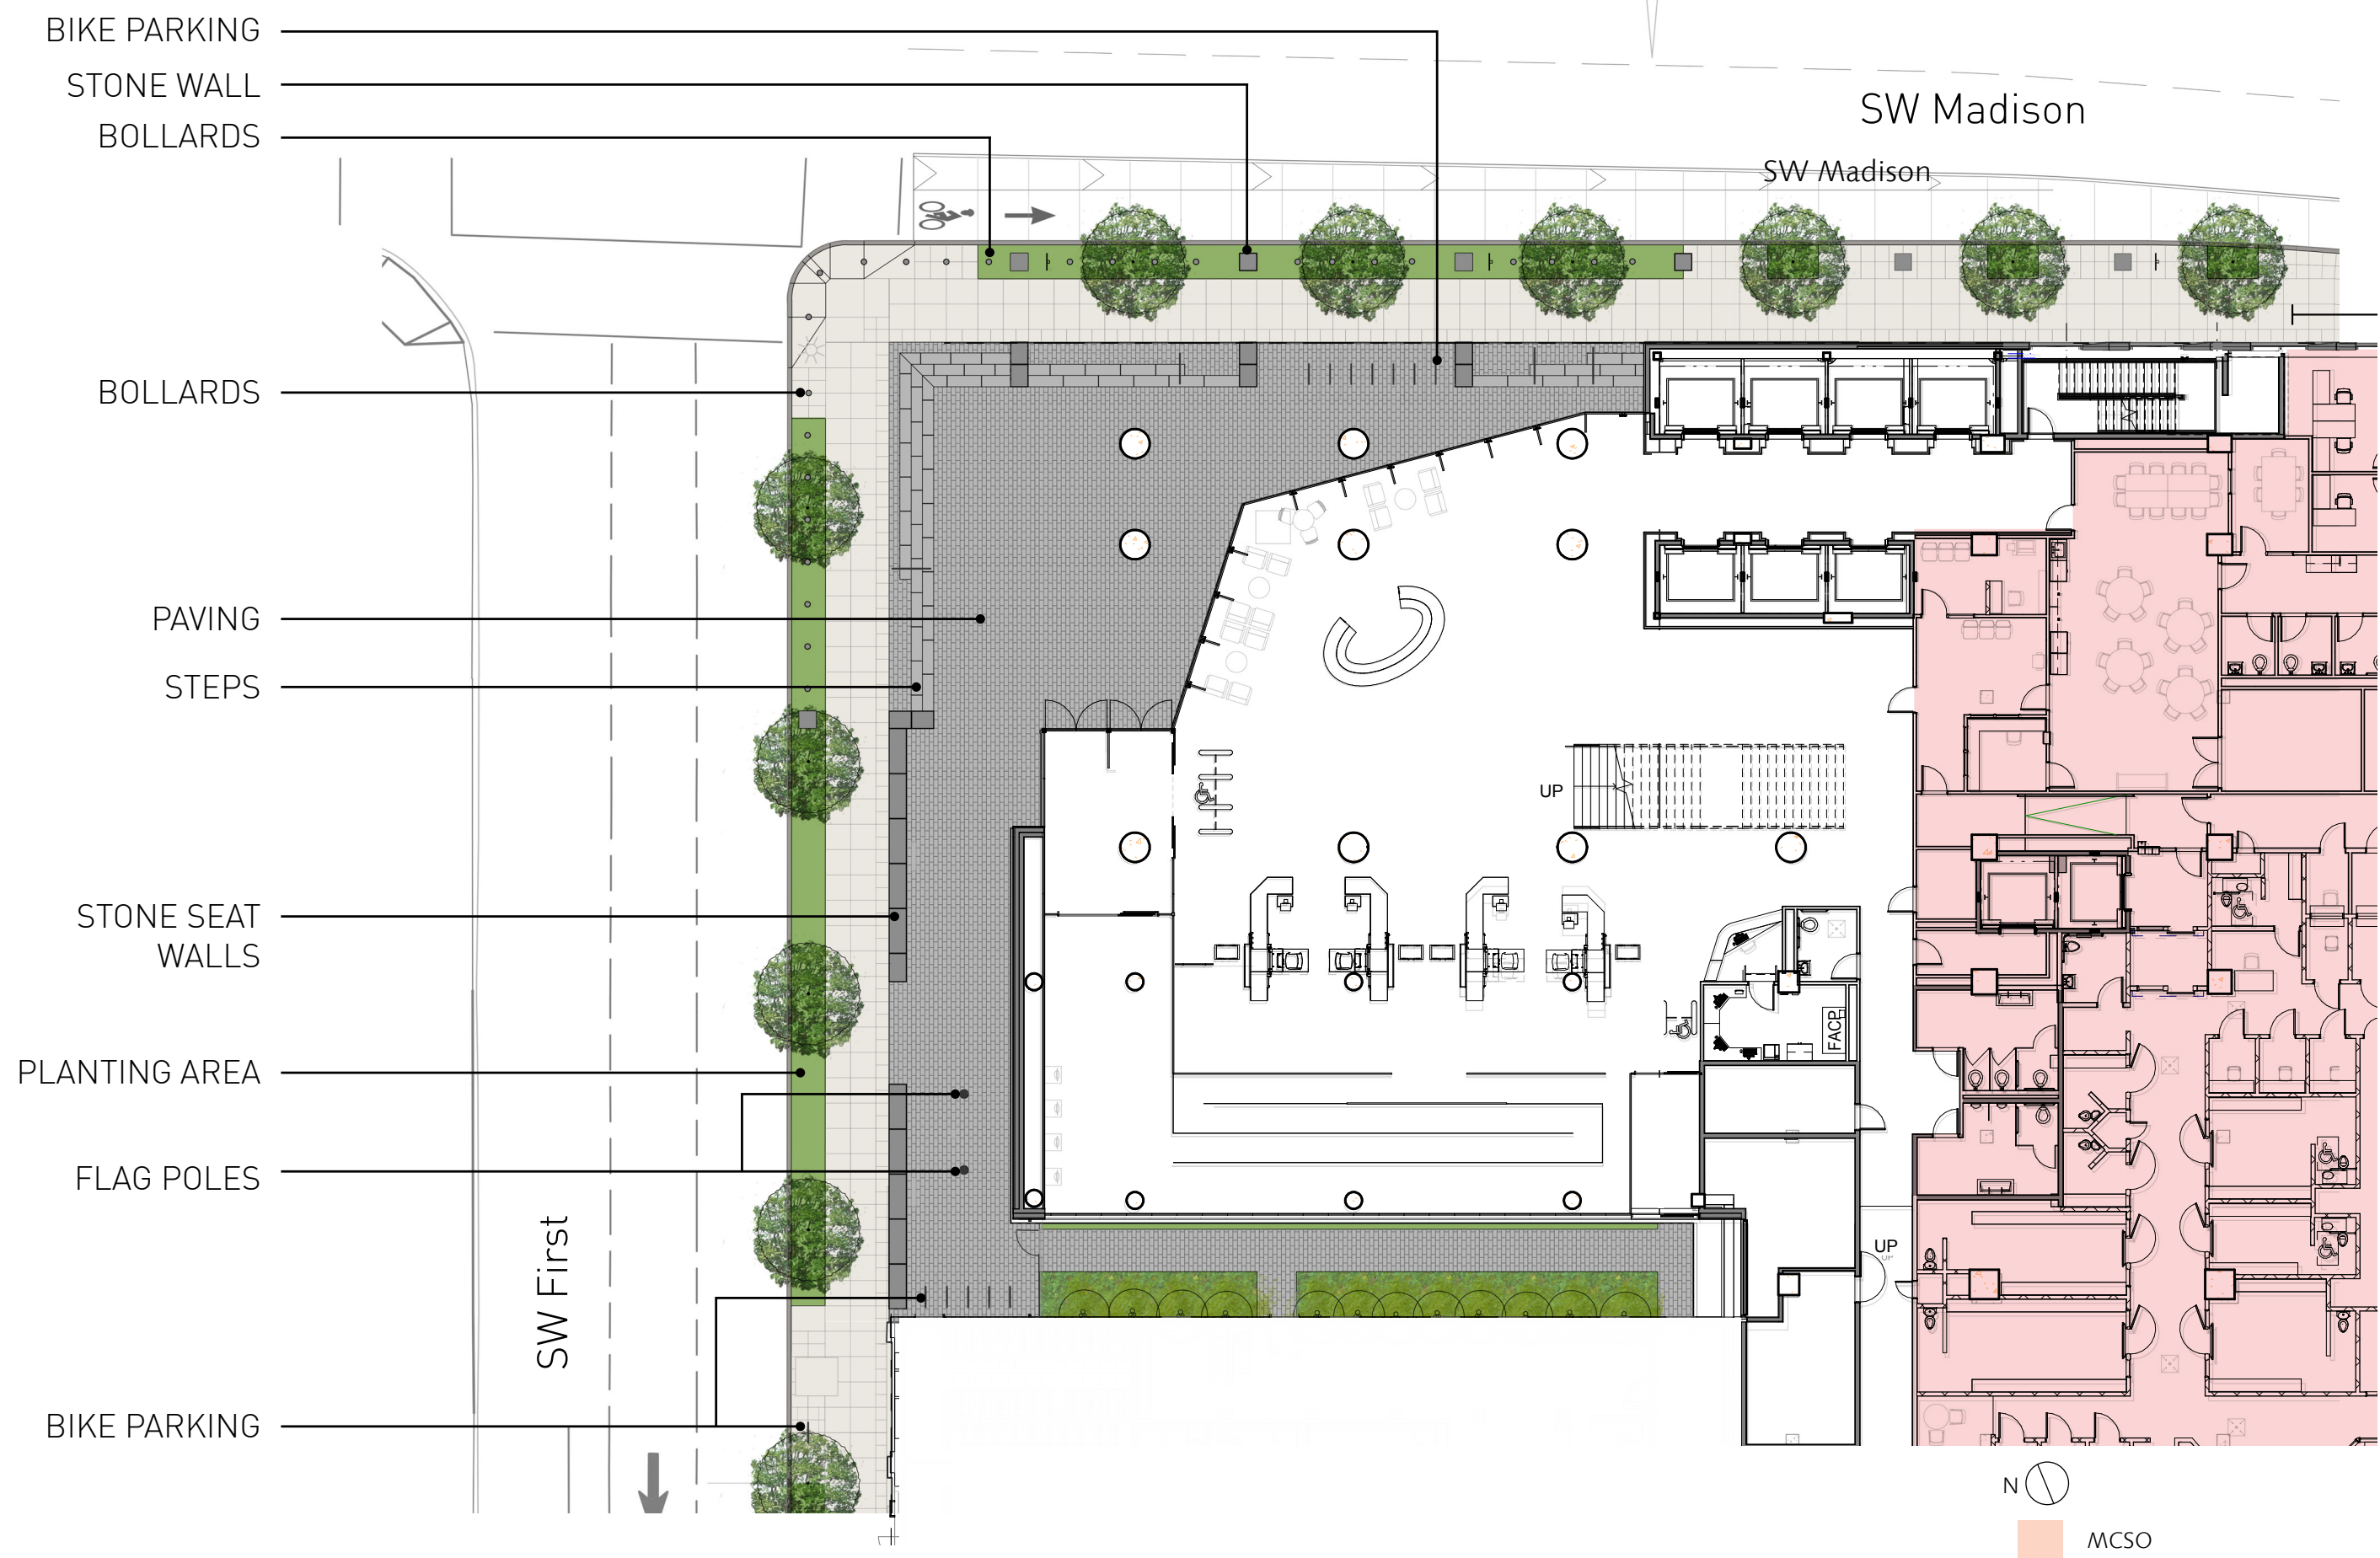 BIKE PARKING
STONE WALL
BOLLARDS
SW Madison
SW Madison
BOLLARDS
PAVING
STEPS
UP
STONE SEAT
WALLS
FACP
PLANTING AREA
FLAG POLES
SW First
UP
UP
BIKE PARKING
N
MCSO